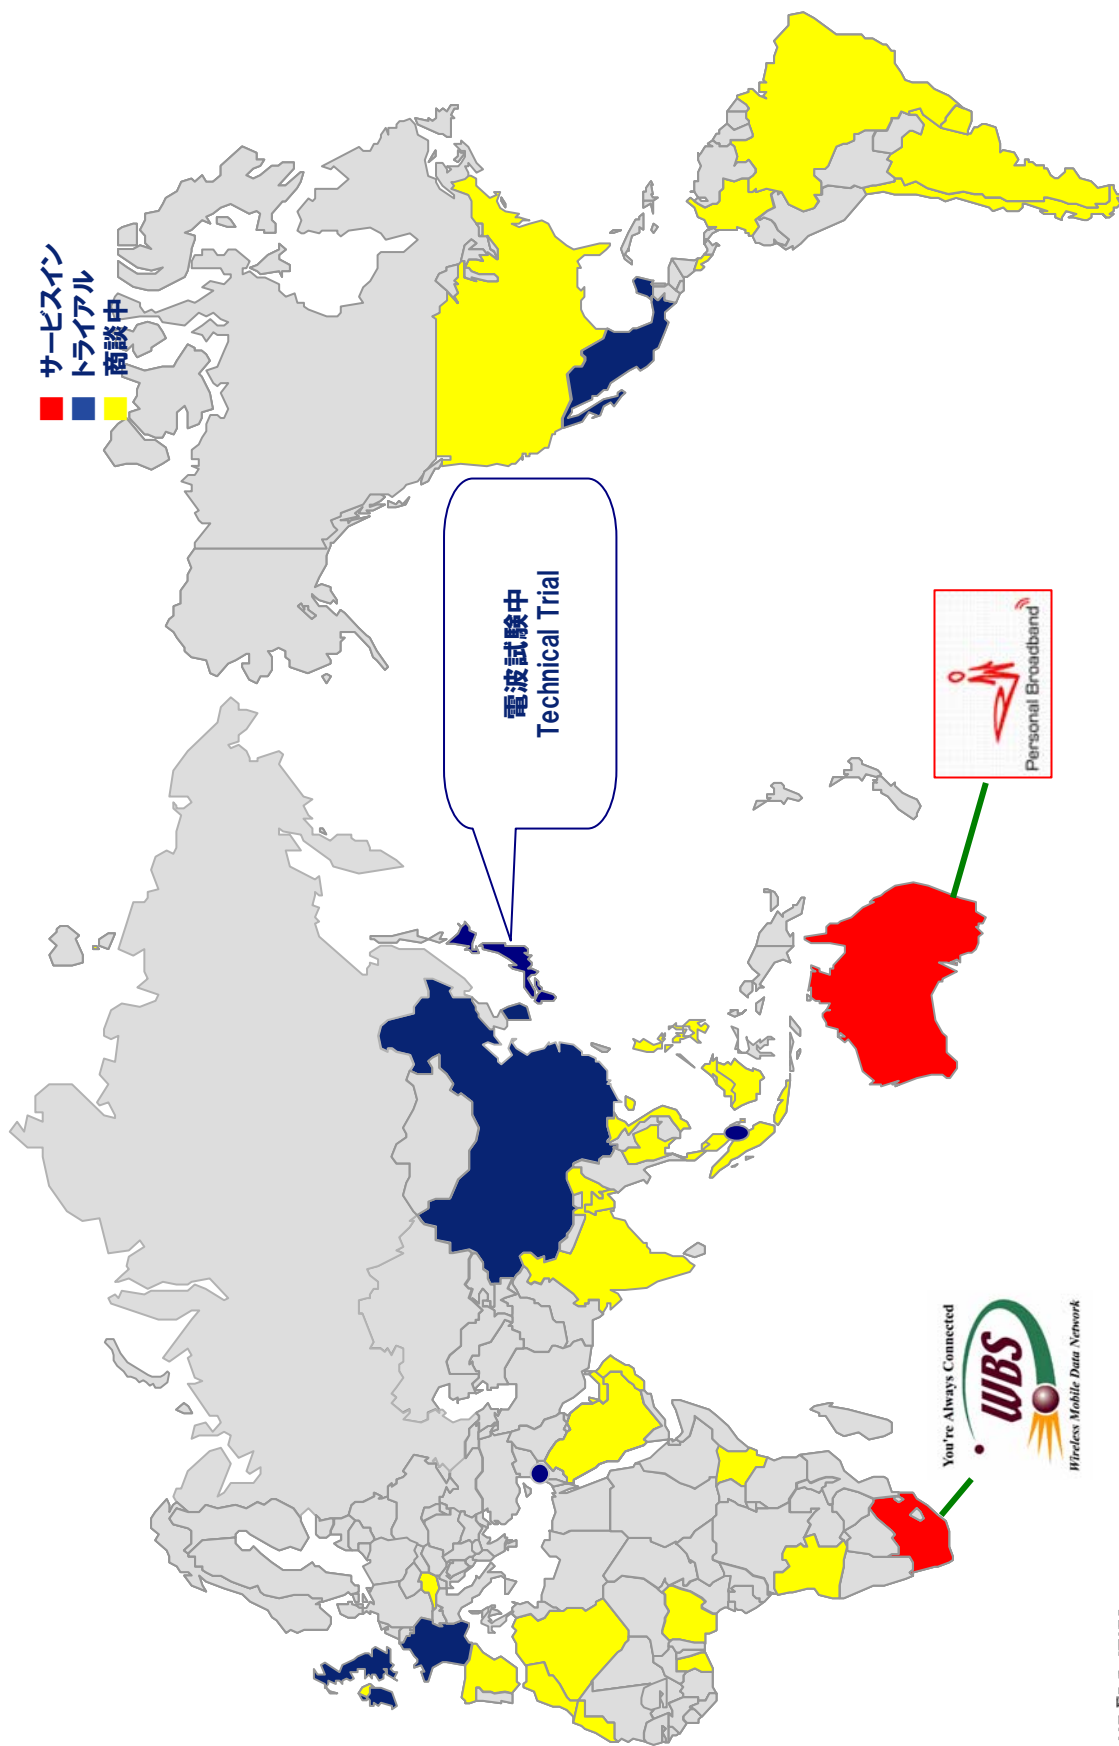 サービスイン
トライアル
商談中
電波試験中
Technical Trial
Personal Broadband
You're Always Connected
WBS
Wireless Mobile Data Network